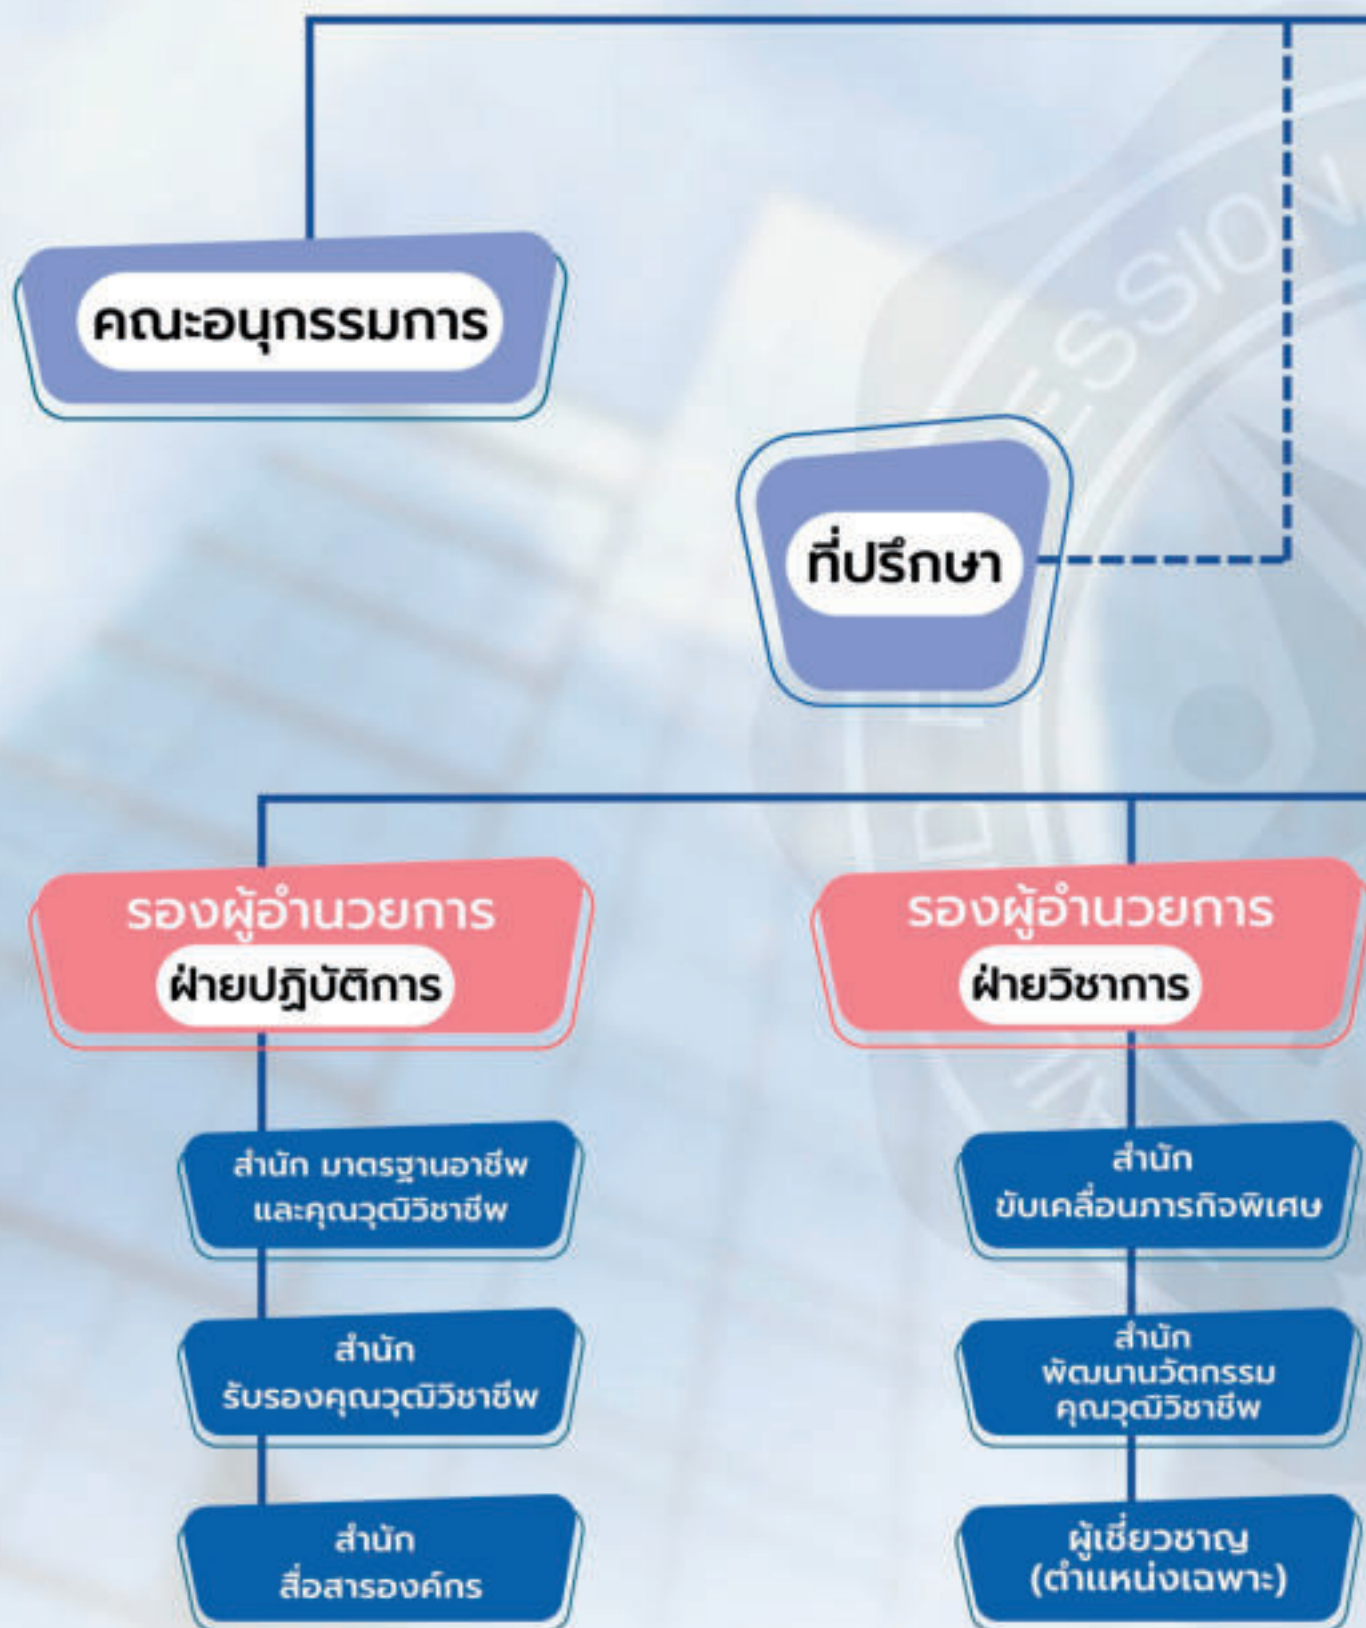 คณะอนุกรรมการ
ที่ปรึกษา
รองผู้อำนวยการ
ฝ่ายปฏิบัติการ
สำนัก มาตรฐานอาชีพ
และคุณวุฒิวิชาชีพ
สำนัก
รับรองคุณวุฒิวิชาชีพ
สำนัก
สื่อสารองค์กร
รองผู้อำนวยการ
ฝ่ายวิชาการ
สำนัก
ขับเคลื่อนภารกิจพิเศษ
สำนัก
พัฒนานวัตกรรม
คุณวุฒิวิชาชีพ
ผู้เชี่ยวชาญ
(ตำแหน่งเฉพาะ)